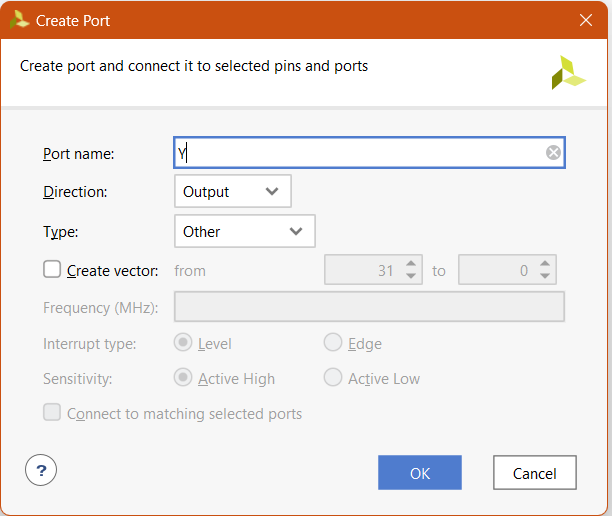 Create Port
Create port and connect it to selected pins and ports
Port name: Y
Direction: Output
Type: Other
Create vector: from 31 to 0
Frequency (MHz):
Interrupt type: Level Edge
Sensitivity: Active High Active Low
Connect to matching selected ports
? OK Cancel